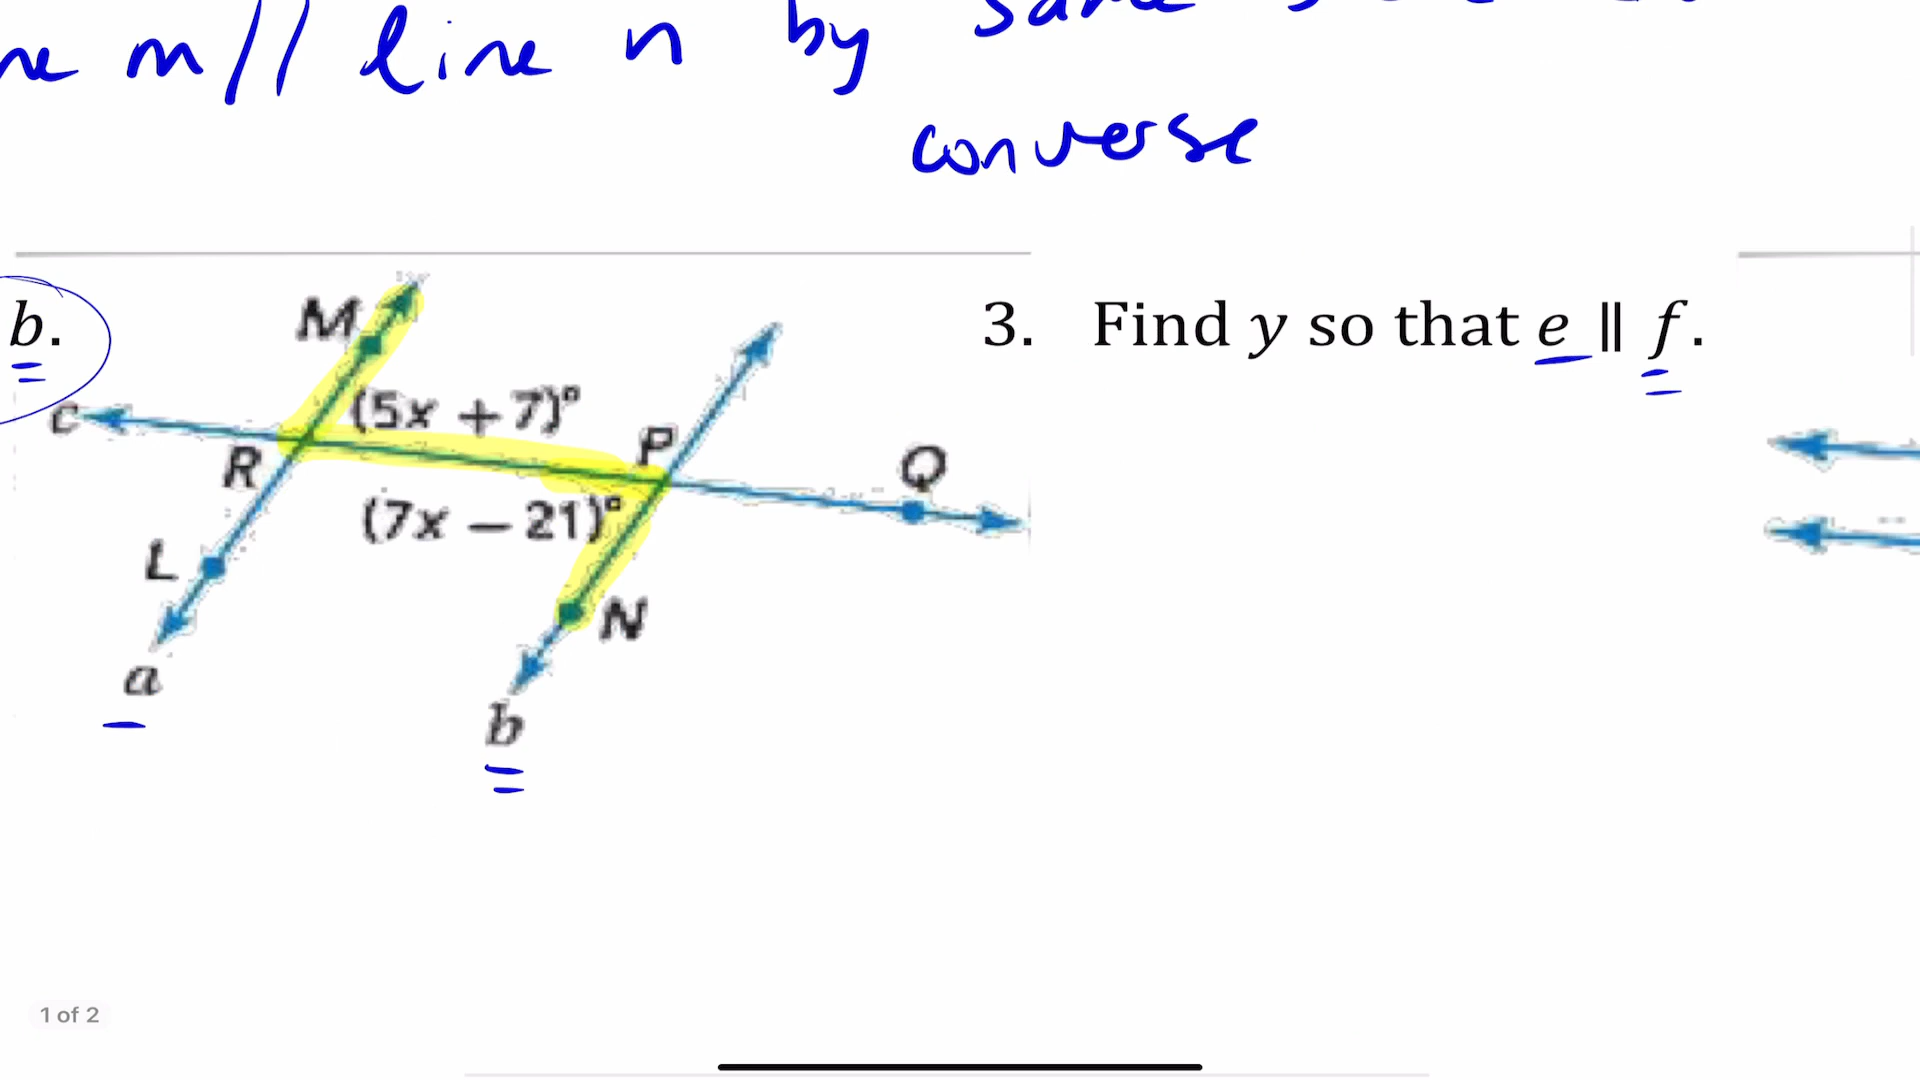 m // line n by
converse
b.
M
(5x + 7)°
C
R
P
Q
(7x – 21)°
L
N
a
b
3. Find y so that e ∥ f.
1 of 2